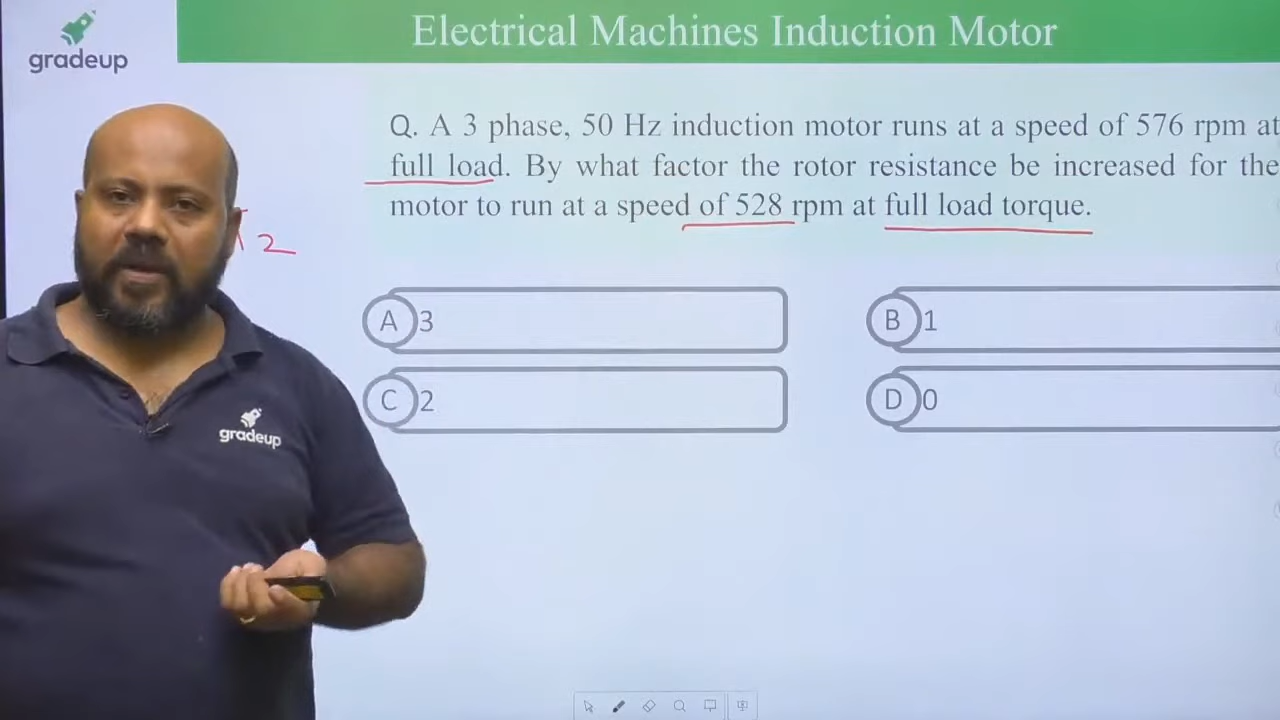 gradeup
Electrical Machines Induction Motor
Q. A 3 phase, 50 Hz induction motor runs at a speed of 576 rpm at
full load. By what factor the rotor resistance be increased for the
motor to run at a speed of 528 rpm at full load torque.
2
A 3
B 1
C 2
D 0
gradeup